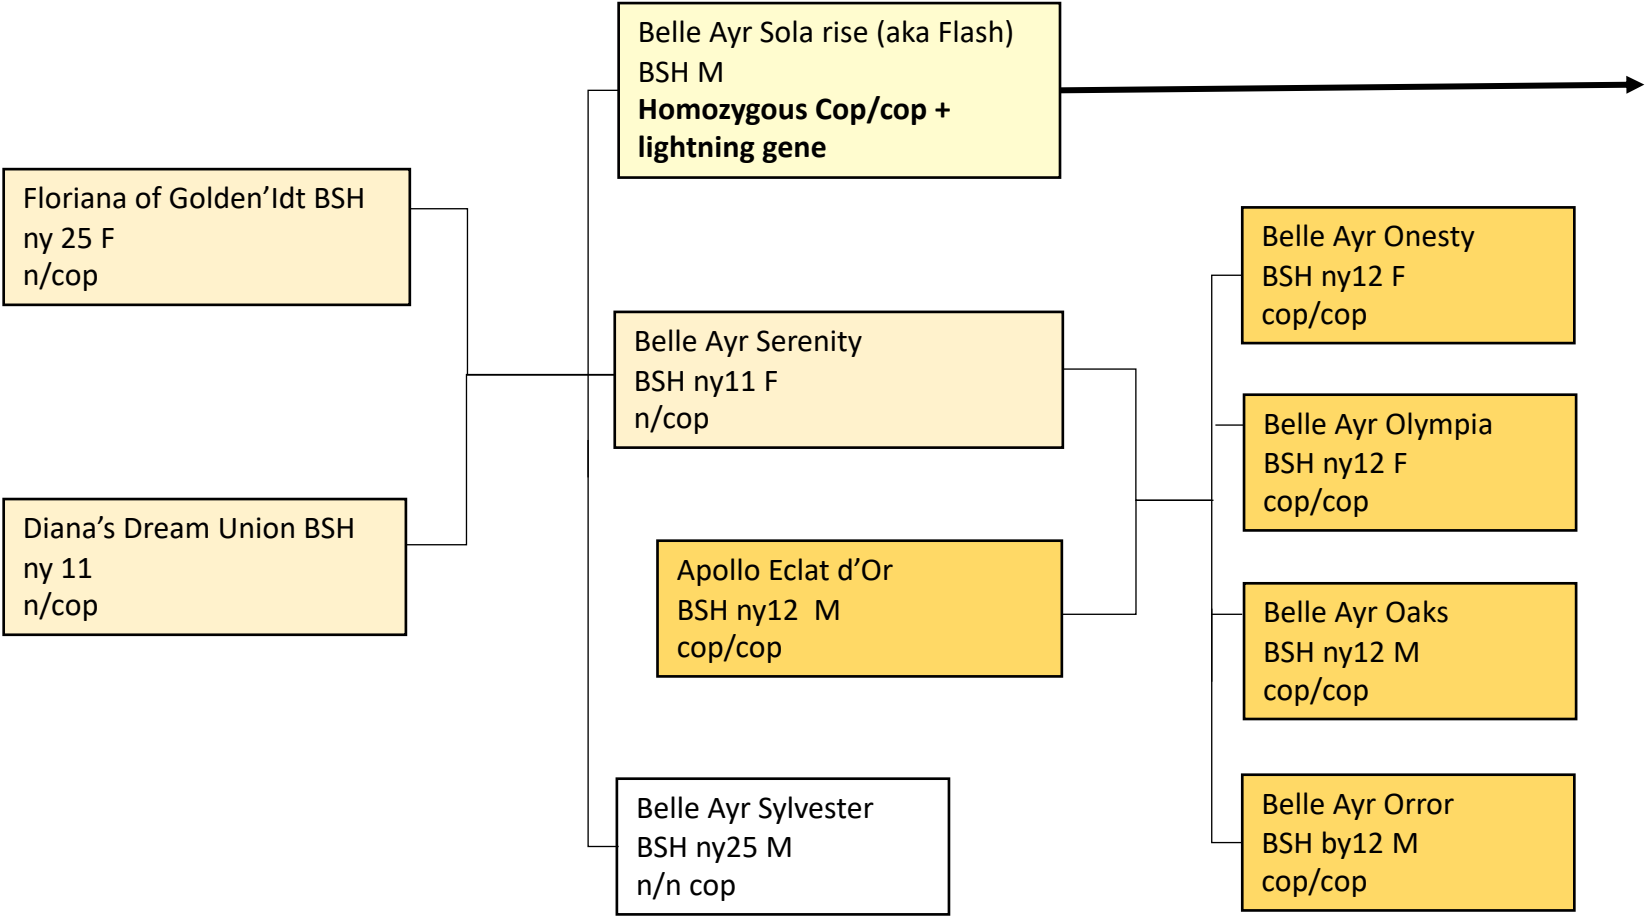 Belle Ayr Sola rise (aka Flash)
BSH M
Homozygous Cop/cop +
lightning gene
Floriana of Golden’Idt BSH
ny 25 F
n/cop
Diana’s Dream Union BSH
ny 11
n/cop
Belle Ayr Serenity
BSH ny11 F
n/cop
Apollo Eclat d’Or
BSH ny12  M
cop/cop
Belle Ayr Sylvester
BSH ny25 M
n/n cop
Belle Ayr Onesty
BSH ny12 F
cop/cop
Belle Ayr Olympia
BSH ny12 F
cop/cop
Belle Ayr Oaks
BSH ny12 M
cop/cop
Belle Ayr Orror
BSH by12 M
cop/cop